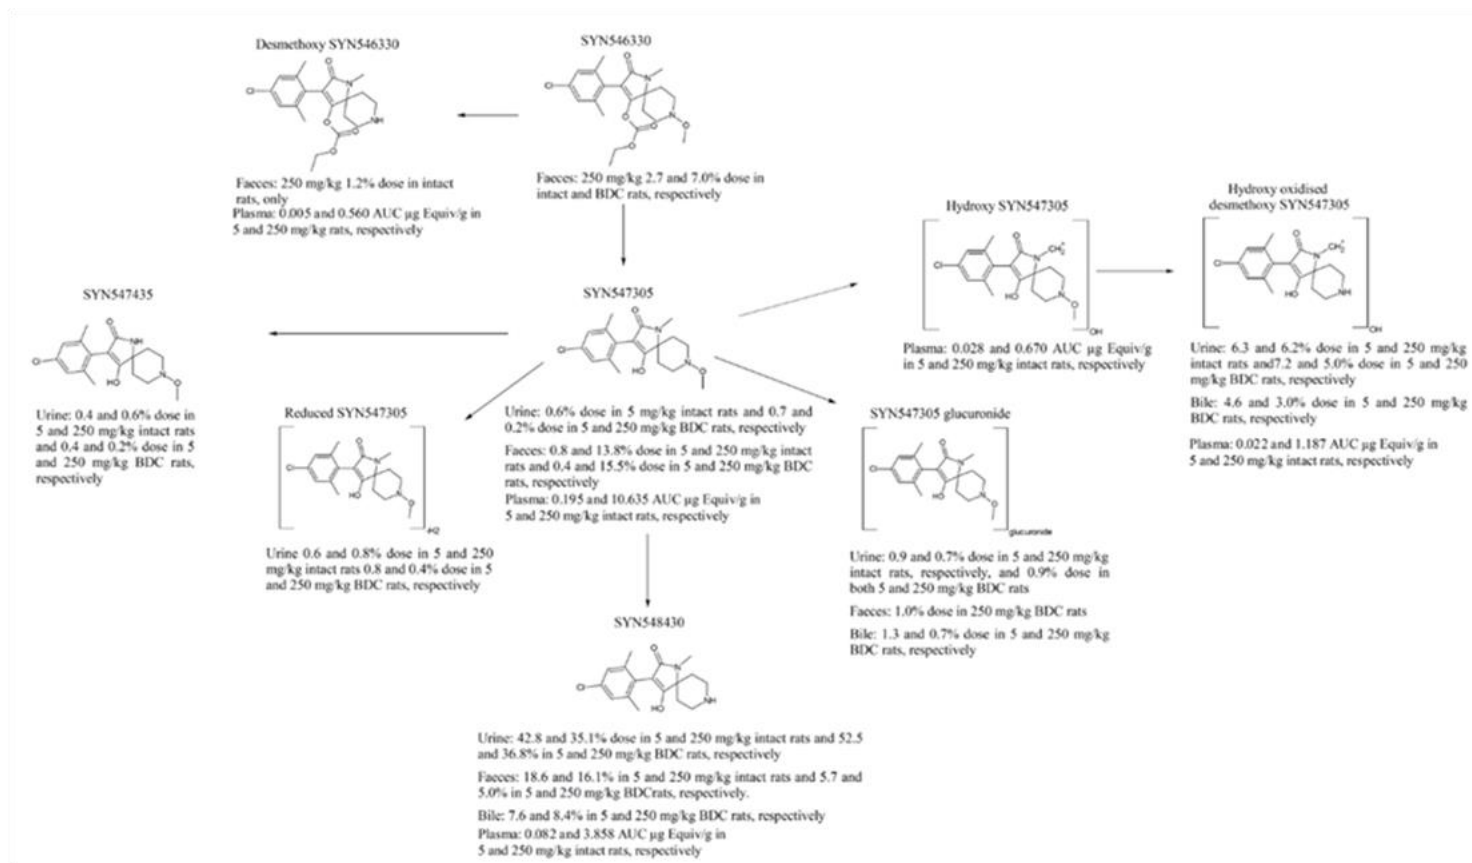 Desmethoxy SYN546330
Faeces: 250 mg/kg 1.2% dose in intact
rats, only
Plasma: 0.005 and 0.560 AUC µg Equiv/g in
5 and 250 mg/kg rats, respectively
SYN546330
Faeces: 250 mg/kg 2.7 and 7.0% dose in
intact and BDC rats, respectively
SYN547435
Urine: 0.4 and 0.6% dose in
5 and 250 mg/kg intact rats
and 0.4 and 0.2% dose in 5
and 250 mg/kg BDC rats,
respectively
Reduced SYN547305
+H2
Urine 0.6 and 0.8% dose in 5 and 250
mg/kg intact rats 0.8 and 0.4% dose in 5
and 250 mg/kg BDC rats, respectively
SYN547305
Urine: 0.6% dose in 5 mg/kg intact rats and 0.7 and
0.2% dose in 5 and 250 mg/kg BDC rats, respectively
Faeces: 0.8 and 13.8% dose in 5 and 250 mg/kg intact
rats and 0.4 and 15.5% dose in 5 and 250 mg/kg BDC
rats, respectively
Plasma: 0.195 and 10.635 AUC µg Equiv/g in
5 and 250 mg/kg intact rats, respectively
Hydroxy SYN547305
OH
Plasma: 0.028 and 0.670 AUC µg Equiv/g
in 5 and 250 mg/kg intact rats, respectively
Hydroxy oxidised
desmethoxy SYN547305
OH
Urine: 6.3 and 6.2% dose in 5 and 250 mg/kg
intact rats and7.2 and 5.0% dose in 5 and 250
mg/kg BDC rats, respectively
Bile: 4.6 and 3.0% dose in 5 and 250 mg/kg
BDC rats, respectively
Plasma: 0.022 and 1.187 AUC µg Equiv/g in
5 and 250 mg/kg intact rats, respectively
SYN547305 glucuronide
glucuronide
Urine: 0.9 and 0.7% dose in 5 and 250 mg/kg
intact rats, respectively, and 0.9% dose in
both 5 and 250 mg/kg BDC rats
Faeces: 1.0% dose in 250 mg/kg BDC rats
Bile: 1.3 and 0.7% dose in 5 and 250 mg/kg
BDC rats, respectively
SYN548430
Urine: 42.8 and 35.1% dose in 5 and 250 mg/kg intact rats and 52.5
and 36.8% in 5 and 250 mg/kg BDC rats, respectively
Faeces: 18.6 and 16.1% in 5 and 250 mg/kg intact rats and 5.7 and
5.0% in 5 and 250 mg/kg BDCrats, respectively.
Bile: 7.6 and 8.4% in 5 and 250 mg/kg BDC rats, respectively
Plasma: 0.082 and 3.858 AUC µg Equiv/g in
5 and 250 mg/kg intact rats, respectively